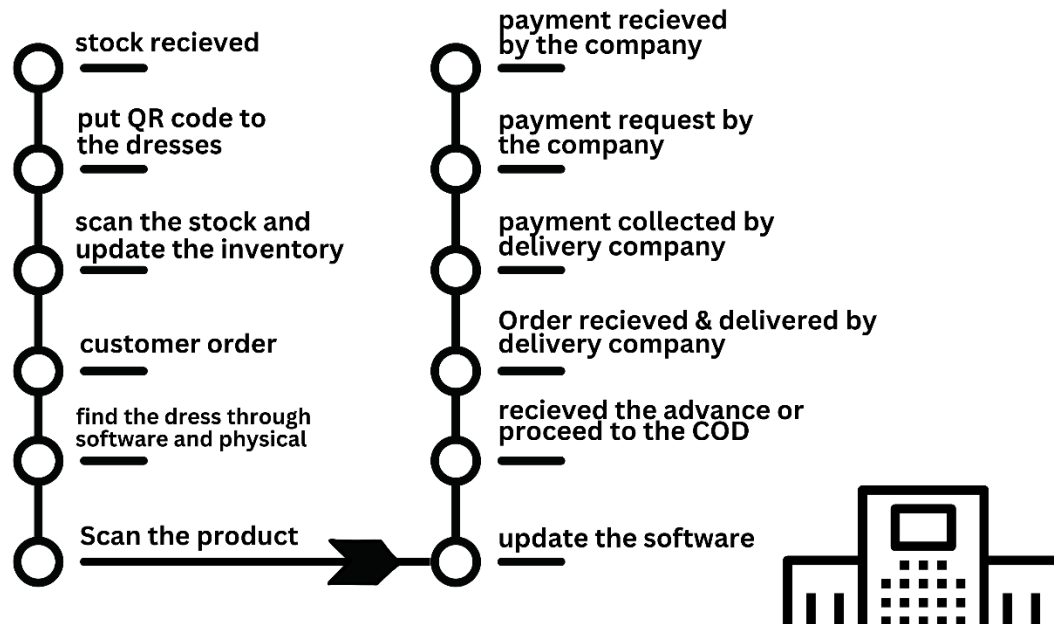 stock recieved
put QR code to
the dresses
scan the stock and
update the inventory
customer order
find the dress through
software and physical
Scan the product
payment recieved
by the company
payment request by
the company
payment collected by
delivery company
Order recieved & delivered by
delivery company
recieved the advance or
proceed to the COD
update the software